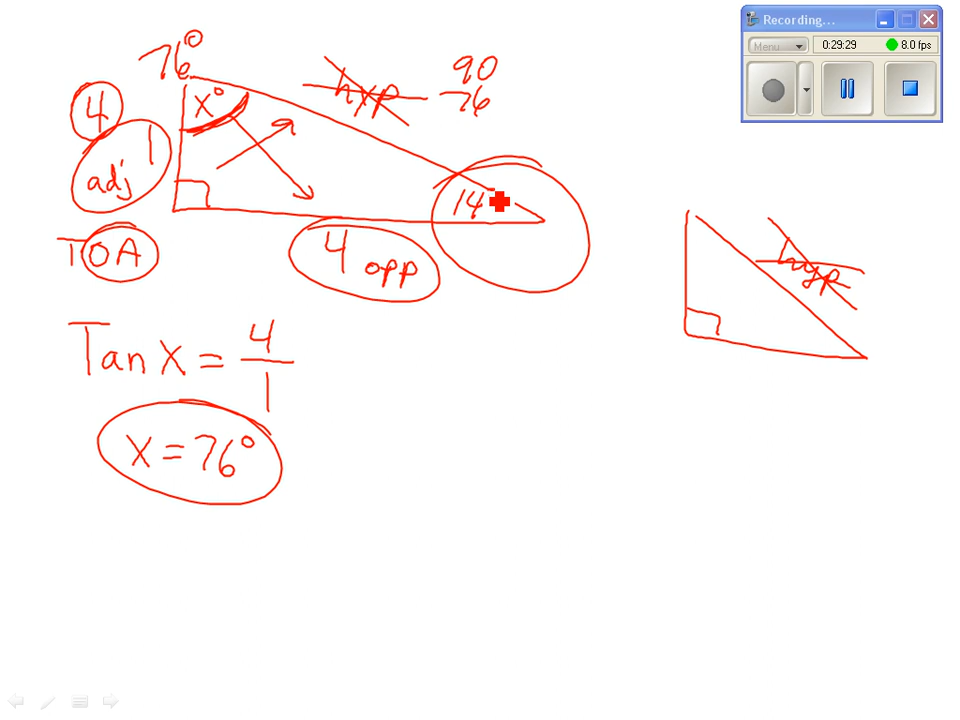 Recording...
Menu
0:29:29
8.0 fps
76°
hyp
90
76
4
x°
1
adj
14
TOA
4 opp
hyp
Tan x = 4/1
x = 76°